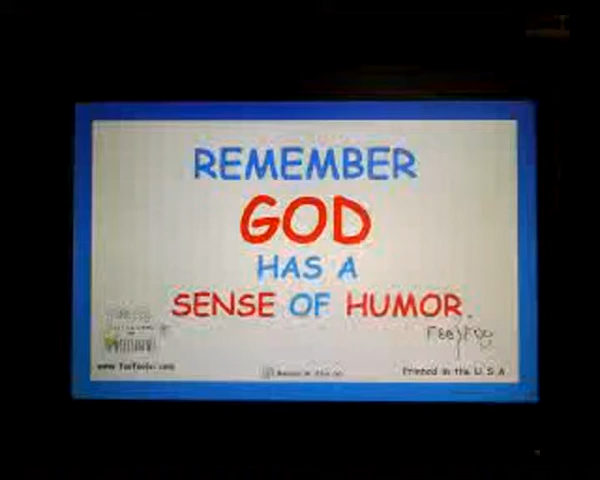 REMEMBER
GOD
HAS A
SENSE OF HUMOR.
Printed in the U.S.A